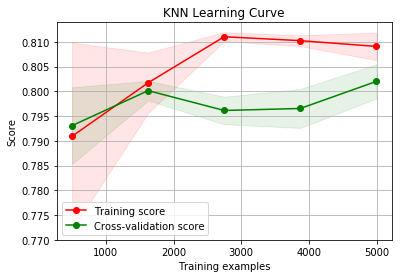 KNN Learning Curve
0.810
0.805
0.800
0.795
0.790
0.785
0.780
0.775
0.770
Score
Training score
Cross-validation score
1000 2000 3000 4000 5000
Training examples